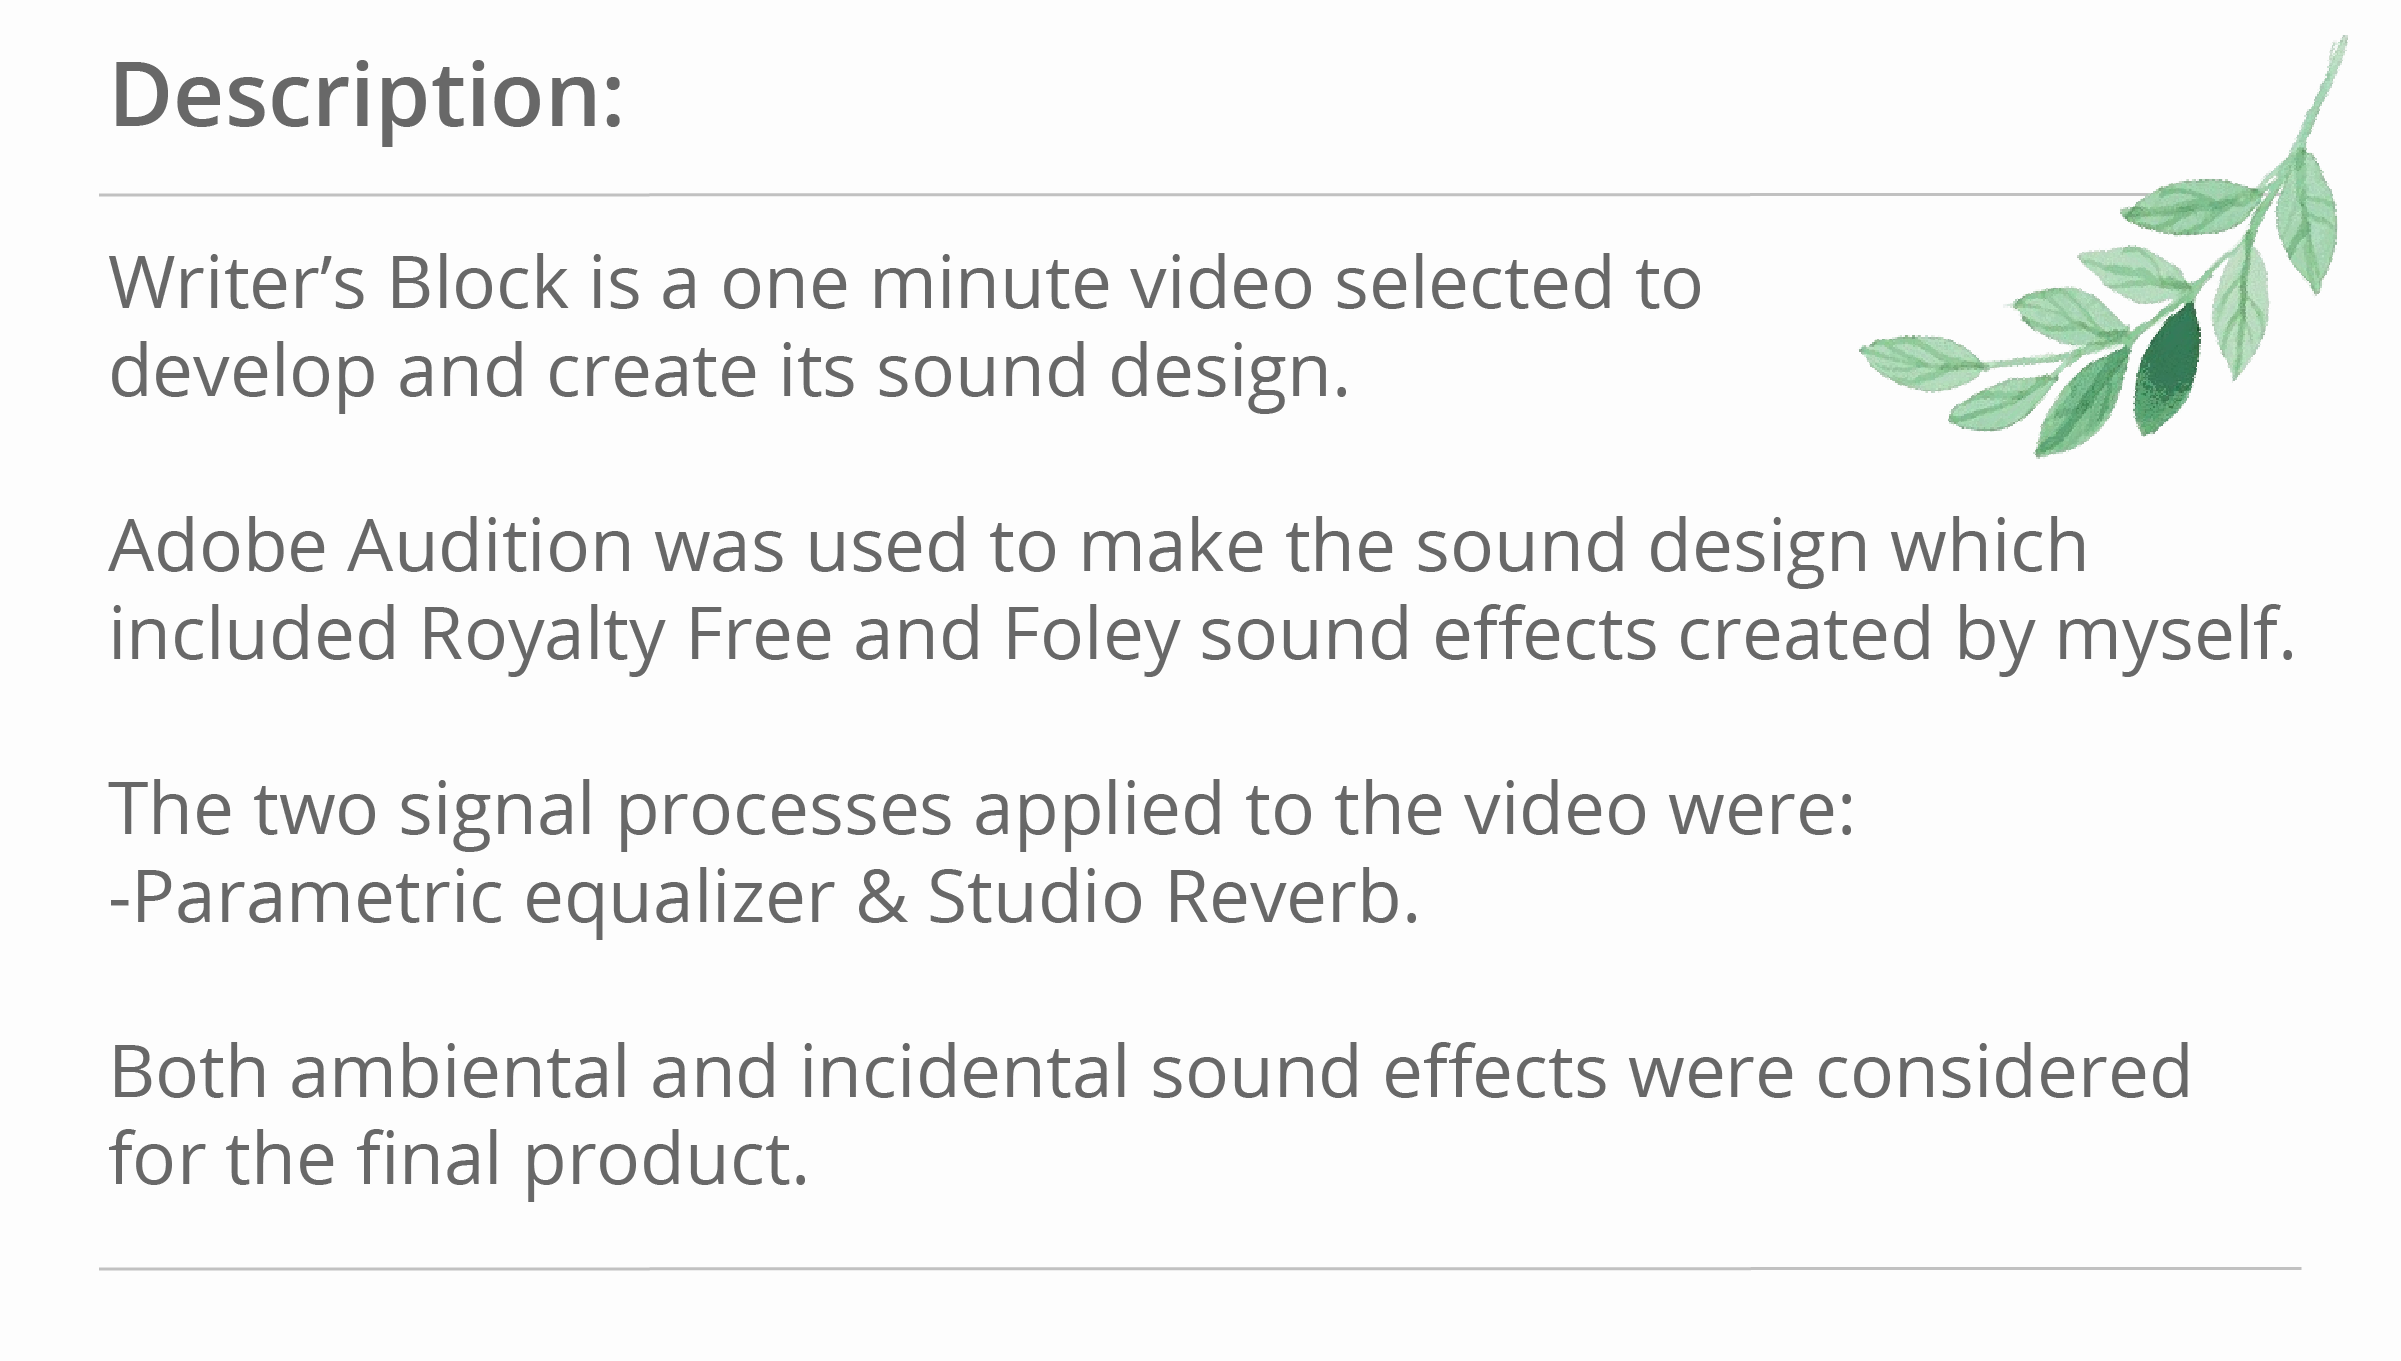 Description:
Writer’s Block is a one minute video selected to
develop and create its sound design.
Adobe Audition was used to make the sound design which
included Royalty Free and Foley sound effects created by myself.
The two signal processes applied to the video were:
-Parametric equalizer & Studio Reverb.
Both ambiental and incidental sound effects were considered
for the final product.